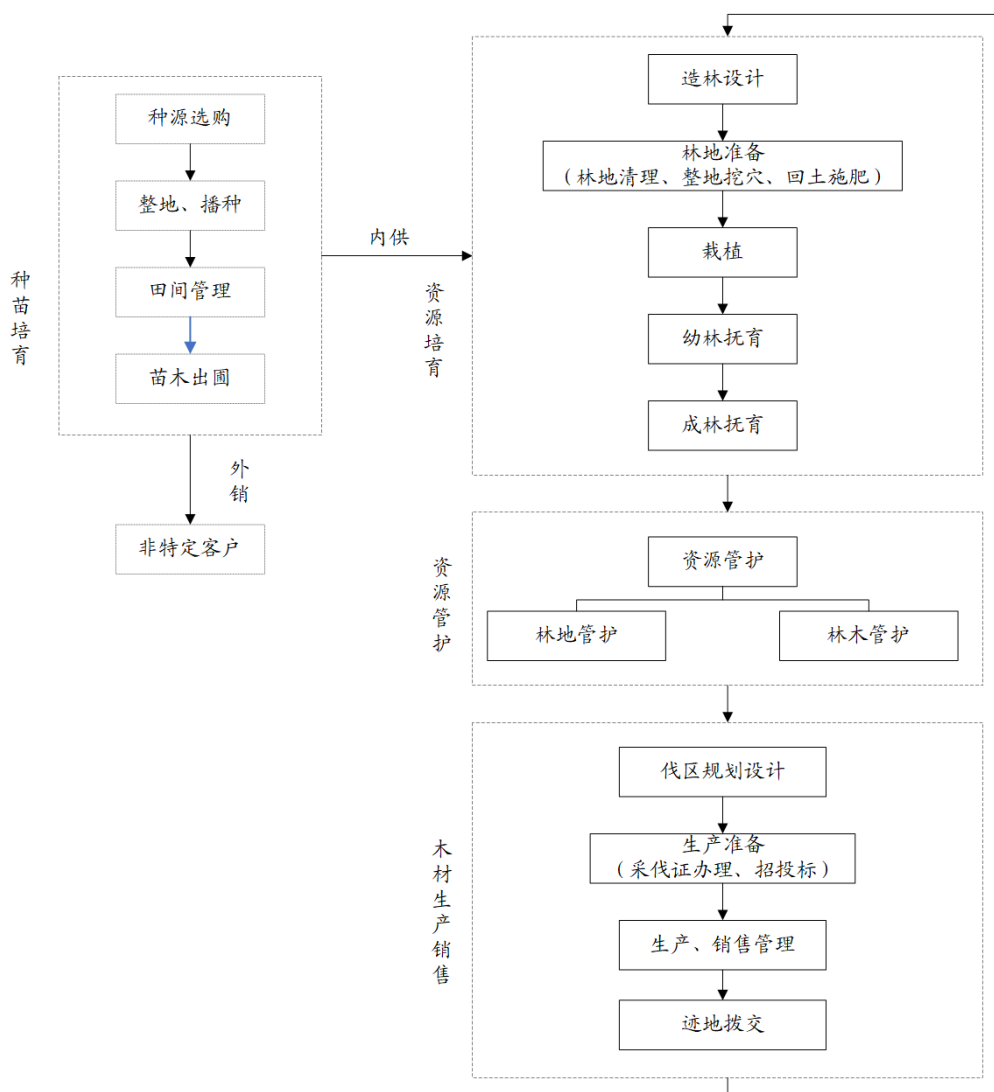 种苗培育
种源选购
整地、播种
田间管理
苗木出圃
内供
外销
非特定客户
资源培育
造林设计
林地准备
（林地清理、整地挖穴、回土施肥）
栽植
幼林抚育
成林抚育
资源管护
资源管护
林地管护
林木管护
木材生产销售
伐区规划设计
生产准备
（采伐证办理、招投标）
生产、销售管理
迹地拨交